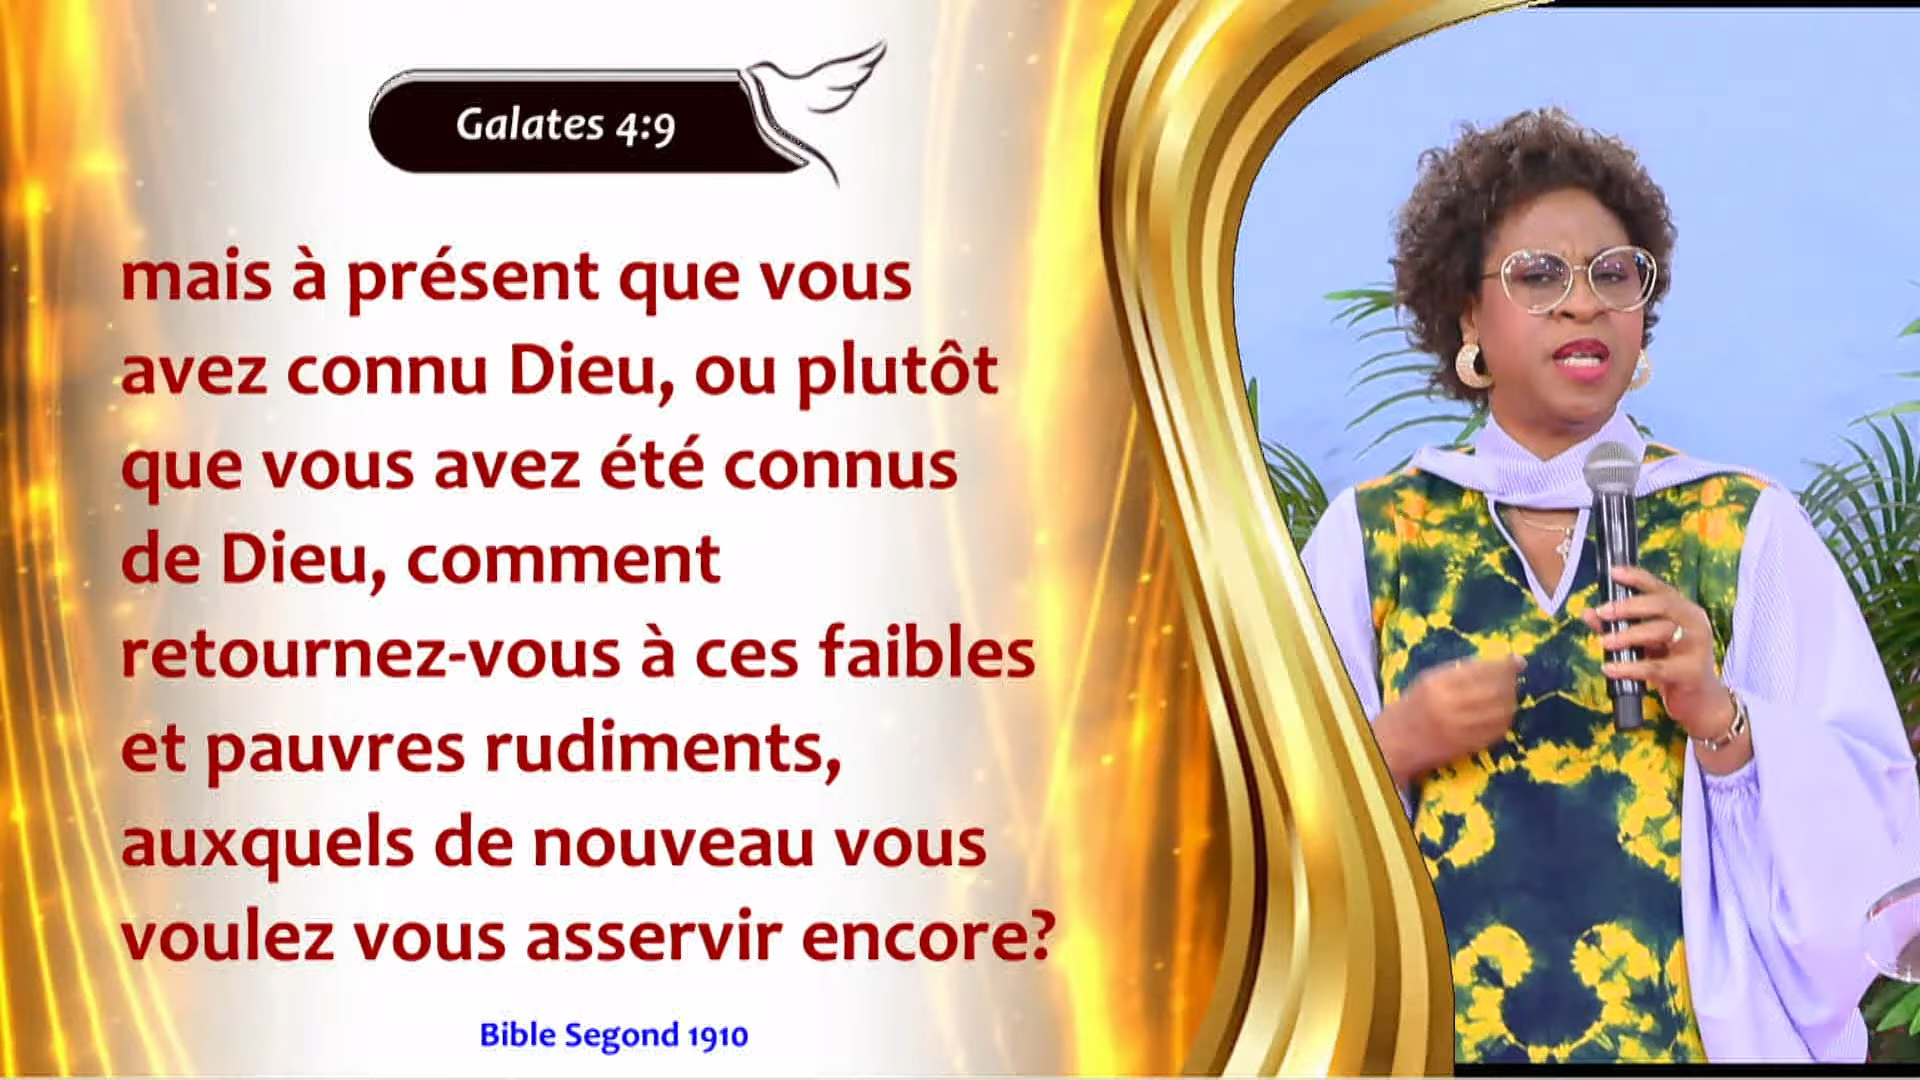 Galates 4:9
mais à présent que vous
avez connu Dieu, ou plutôt
que vous avez été connus
de Dieu, comment
retournez-vous à ces faibles
et pauvres rudiments,
auxquels de nouveau vous
voulez vous asservir encore?
Bible Segond 1910